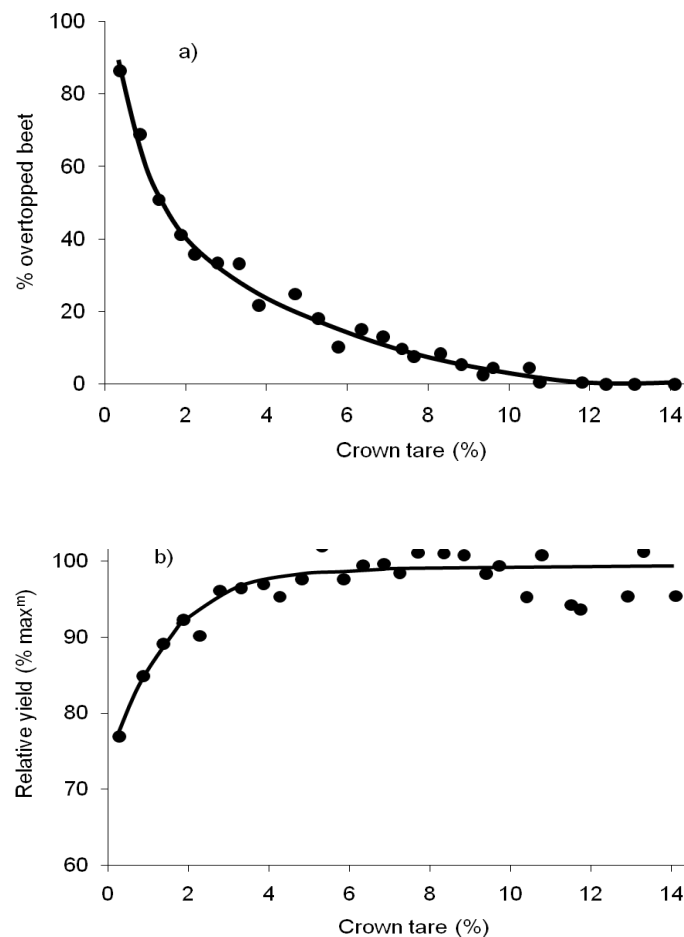 a)
% overtopped beet
100
80
60
40
20
0
0 2 4 6 8 10 12 14
Crown tare (%)
b)
Relative yield (% maxᵐ)
100
90
80
70
60
0 2 4 6 8 10 12 14
Crown tare (%)